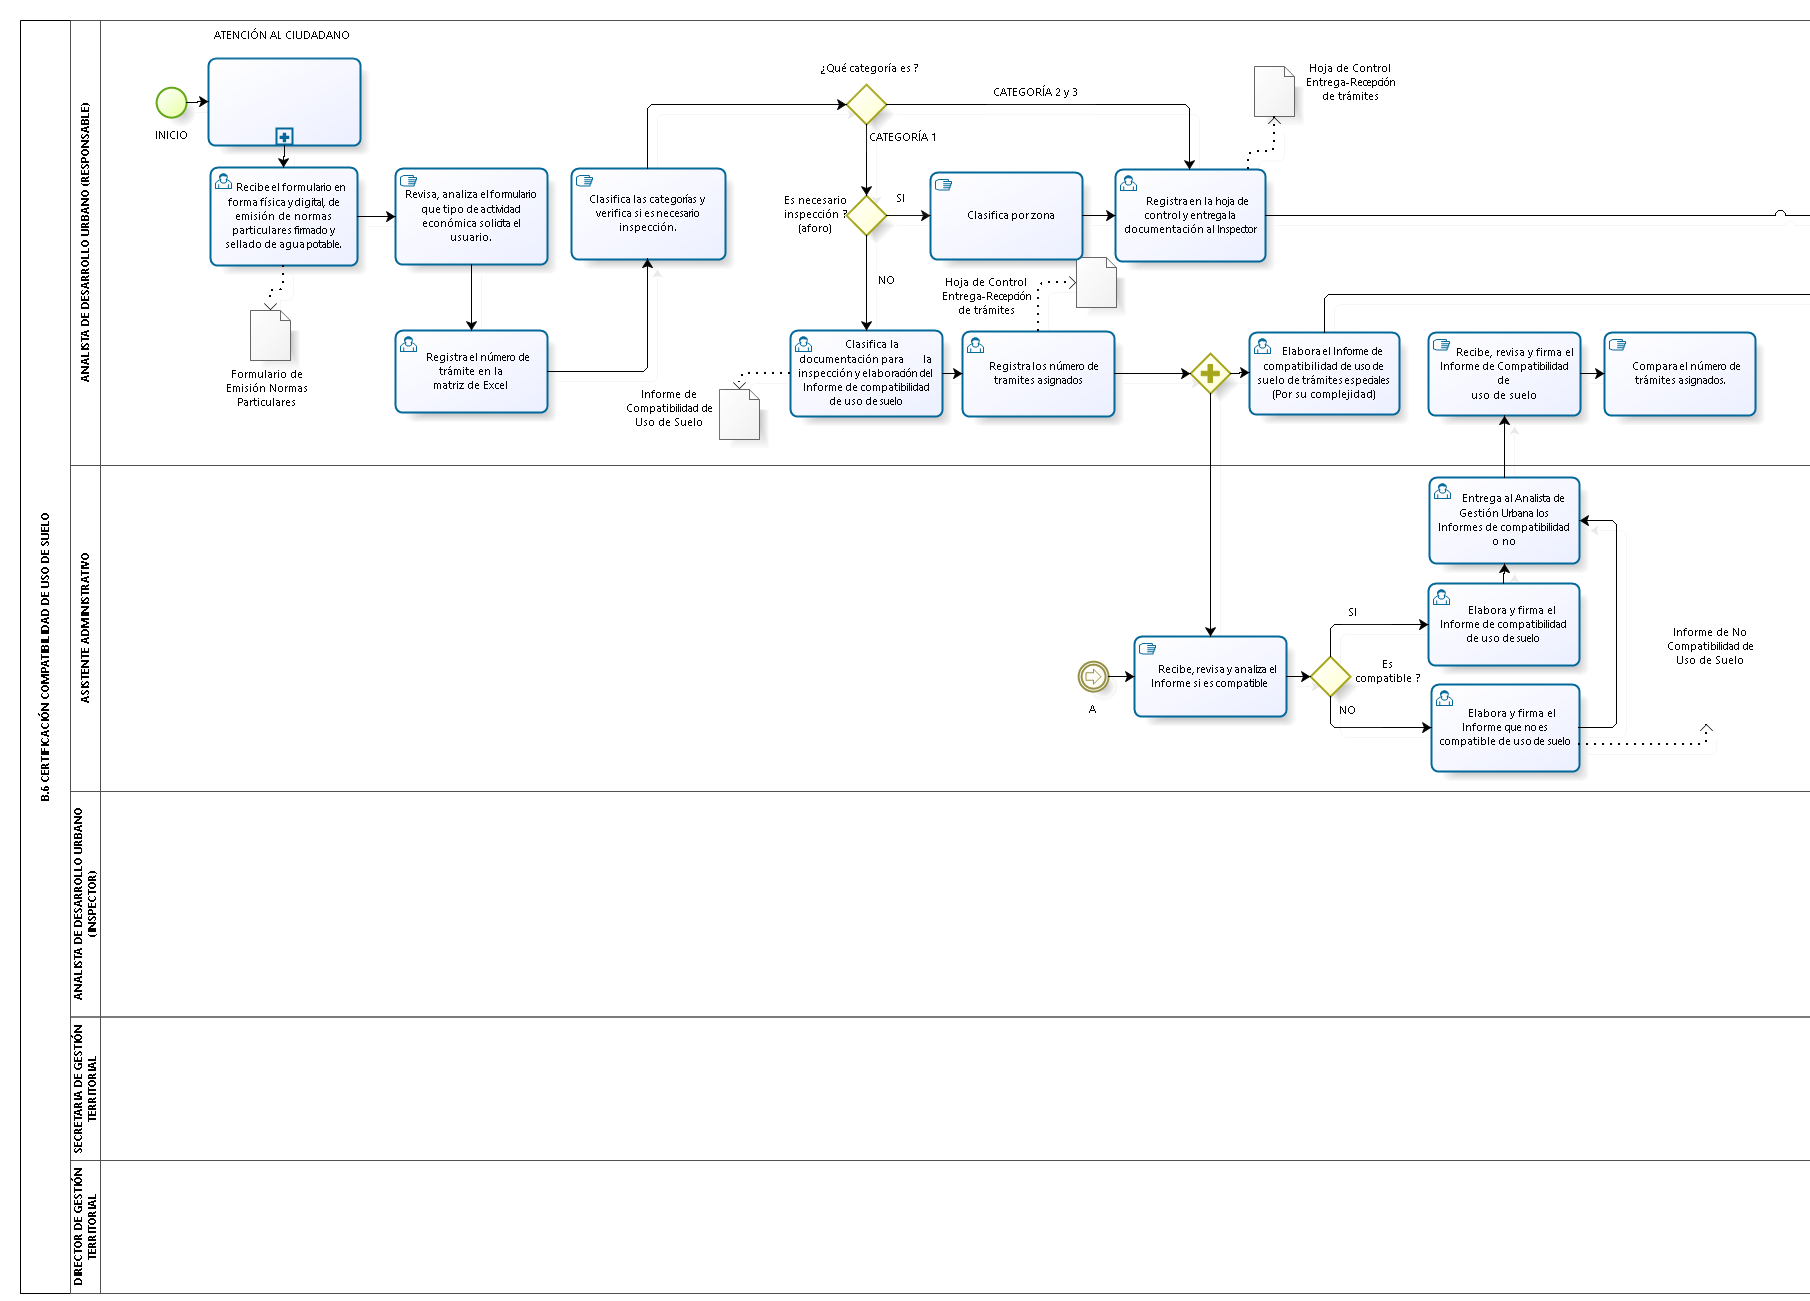 B.6 CERTIFICACIÓN COMPATIBILIDAD DE USO DE SUELO
ANALISTA DE DESARROLLO URBANO (RESPONSABLE)
ATENCIÓN AL CIUDADANO
INICIO
Recibe el formulario en
forma física y digital, de
emisión de normas
particulares firmado y
sellado de agua potable.
Formulario de
Emisión Normas
Particulares
Revisa, analiza el formulario
que tipo de actividad
económica solicita el
usuario.
Registra el número de
trámite en la
matriz de Excel
Clasifica las categorías y
verifica si es necesario
inspección.
¿Qué categoría es ?
CATEGORÍA 2 y 3
CATEGORÍA 1
Es necesario
inspección ?
(aforo)
SI
NO
Clasifica por zona
Registra en la hoja de
control y entrega la
documentación al Inspector
Hoja de Control
Entrega-Recepción
de trámites
Hoja de Control
Entrega-Recepción
de trámites
Clasifica la
documentación para la
inspección y elaboración del
Informe de compatibilidad
de uso de suelo
Informe de
Compatibilidad de
Uso de Suelo
Registra los número de
tramites asignados
Elabora el Informe de
compatibilidad de uso de
suelo de trámites especiales
(Por su complejidad)
Recibe, revisa y firma el
Informe de Compatibilidad
de
uso de suelo
Compara el número de
trámites asignados.
ASISTENTE ADMINISTRATIVO
Entrega al Analista de
Gestión Urbana los
Informes de compatibilidad
o no
Elabora y firma el
Informe de compatibilidad
de uso de suelo
SI
Es
compatible ?
NO
A
Recibe, revisa y analiza el
Informe si es compatible
Elabora y firma el
Informe que no es
compatible de uso de suelo
Informe de No
Compatibilidad de
Uso de Suelo
ANALISTA DE DESARROLLO URBANO
(INSPECTOR)
SECRETARIA DE GESTIÓN
TERRITORIAL
DIRECTOR DE GESTIÓN
TERRITORIAL